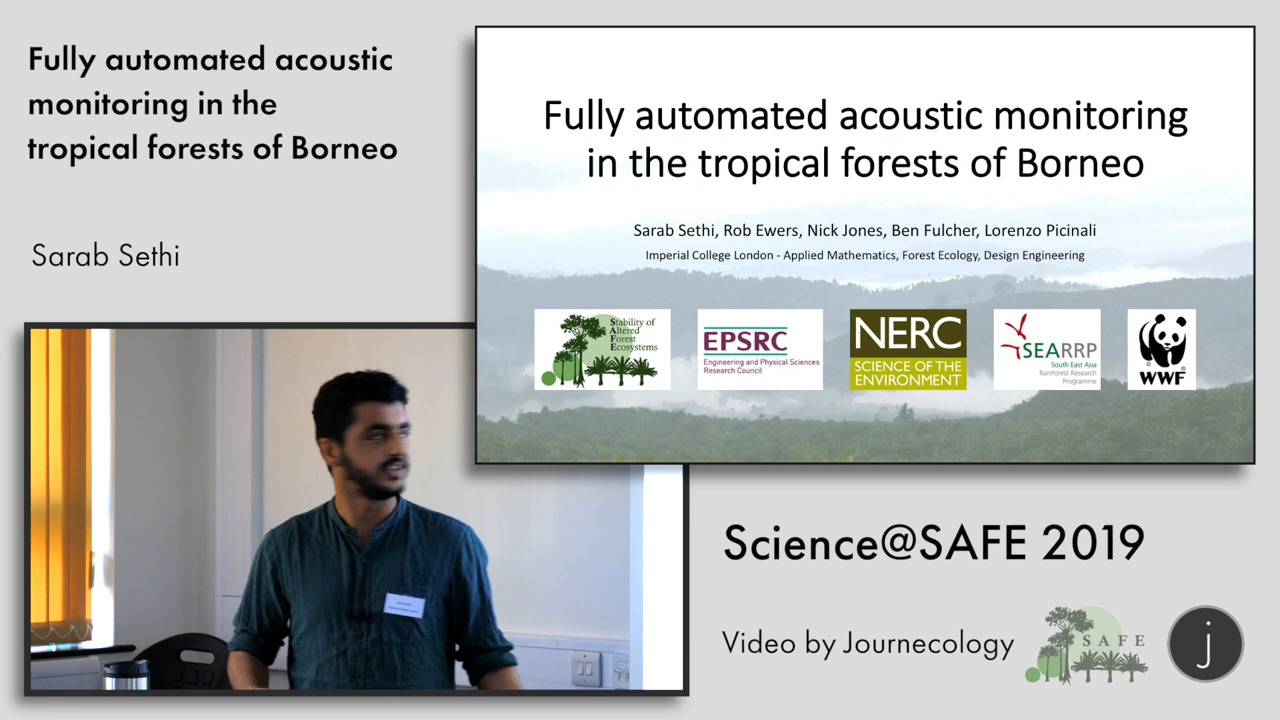 Fully automated acoustic
monitoring in the
tropical forests of Borneo
Sarab Sethi
Fully automated acoustic monitoring
in the tropical forests of Borneo
Sarab Sethi, Rob Ewers, Nick Jones, Ben Fulcher, Lorenzo Picinali
Imperial College London - Applied Mathematics, Forest Ecology, Design Engineering
Stability of
Altered
Forest
Ecosystems
EPSRC
Engineering and Physical Sciences
Research Council
NERC
SCIENCE OF THE
ENVIRONMENT
SEARRP
South East Asia
Rainforest Research
Programme
WWF
Science@SAFE 2019
Video by Journecology
SAFE
j